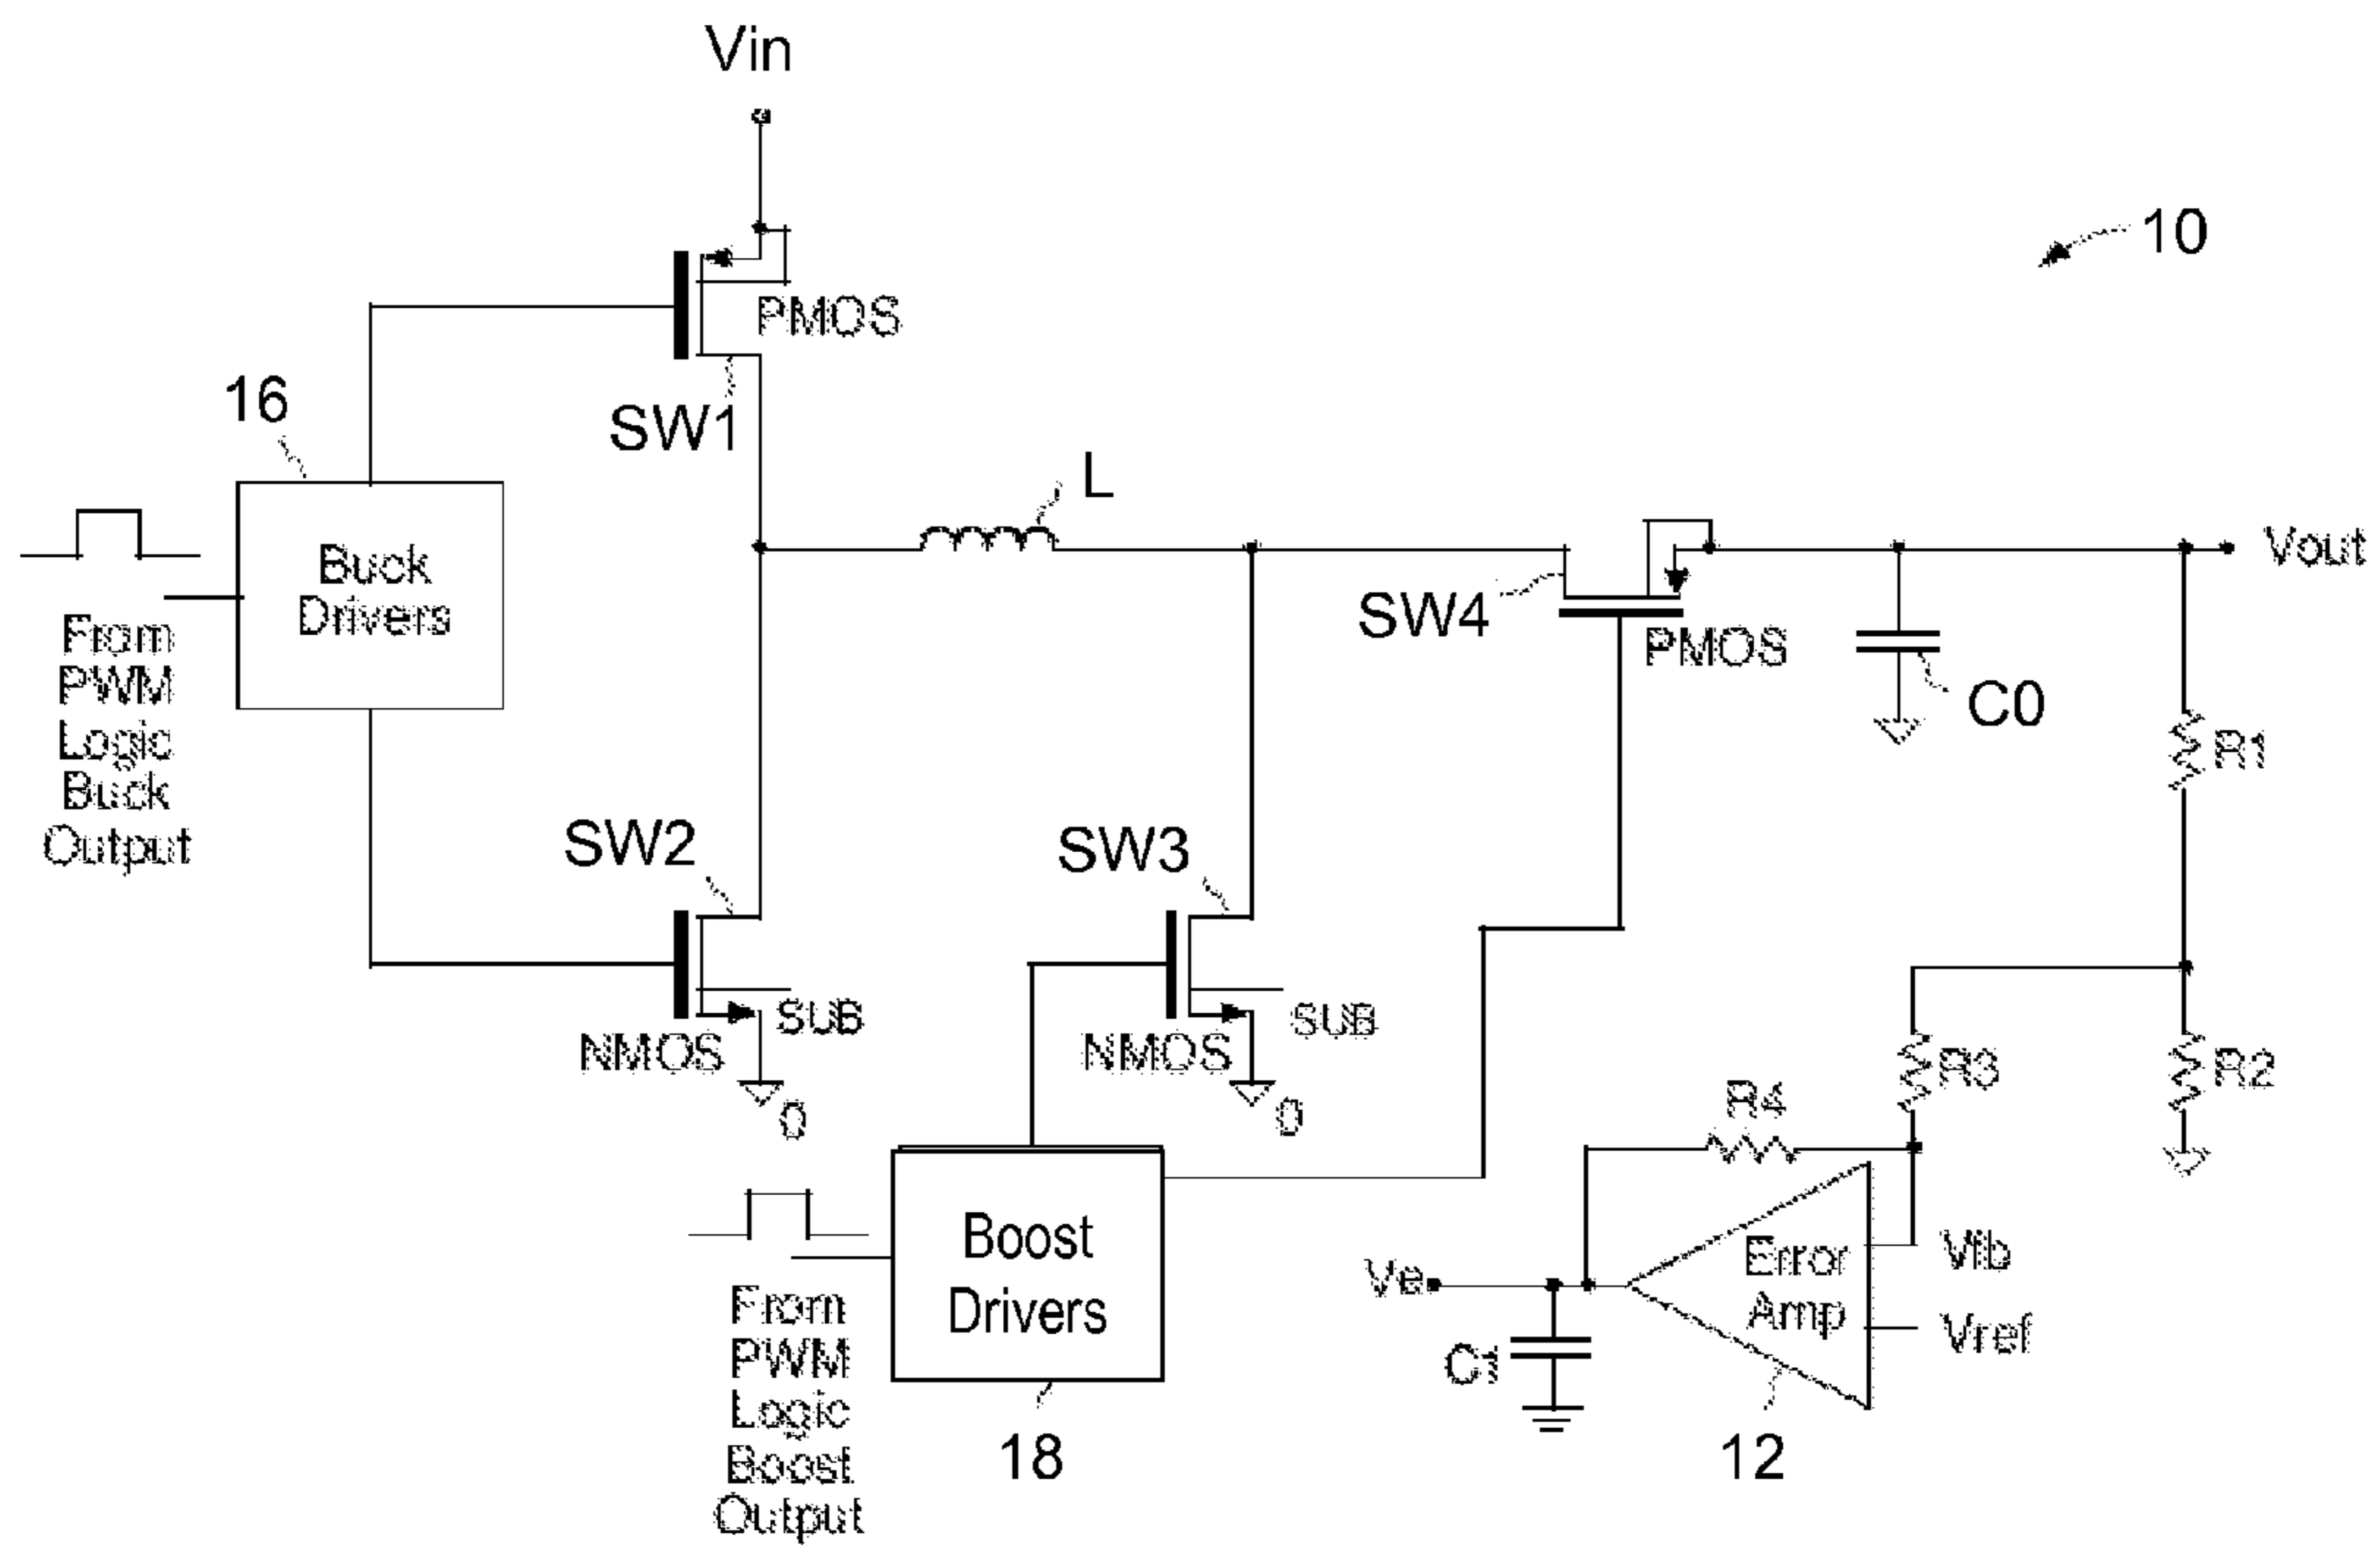 Vin
10
PMOS
16
SW1
L
Buck
Drivers
Vout
SW4
PMOS
From
PWM
Logic
Buck
Output
C0
R1
SW2
SW3
SUB
SUB
NMOS
NMOS
R3
R2
R4
0
0
Boost
Drivers
Error
Amp
Vfb
Vref
Ve
C1
From
PWM
Logic
Boost
Output
18
12